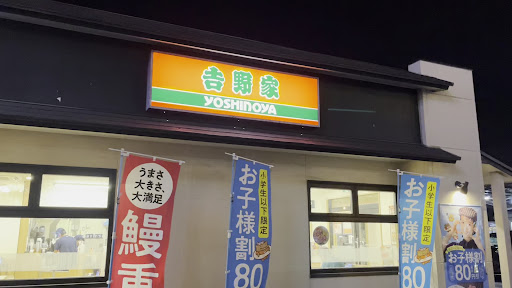 吉野家
YOSHINOYA
うまさ、
大きさ、
大満足
鰻重
小学生以下限定
お子様割
80
小学生以下限定
お子様割
80
お子様割
80